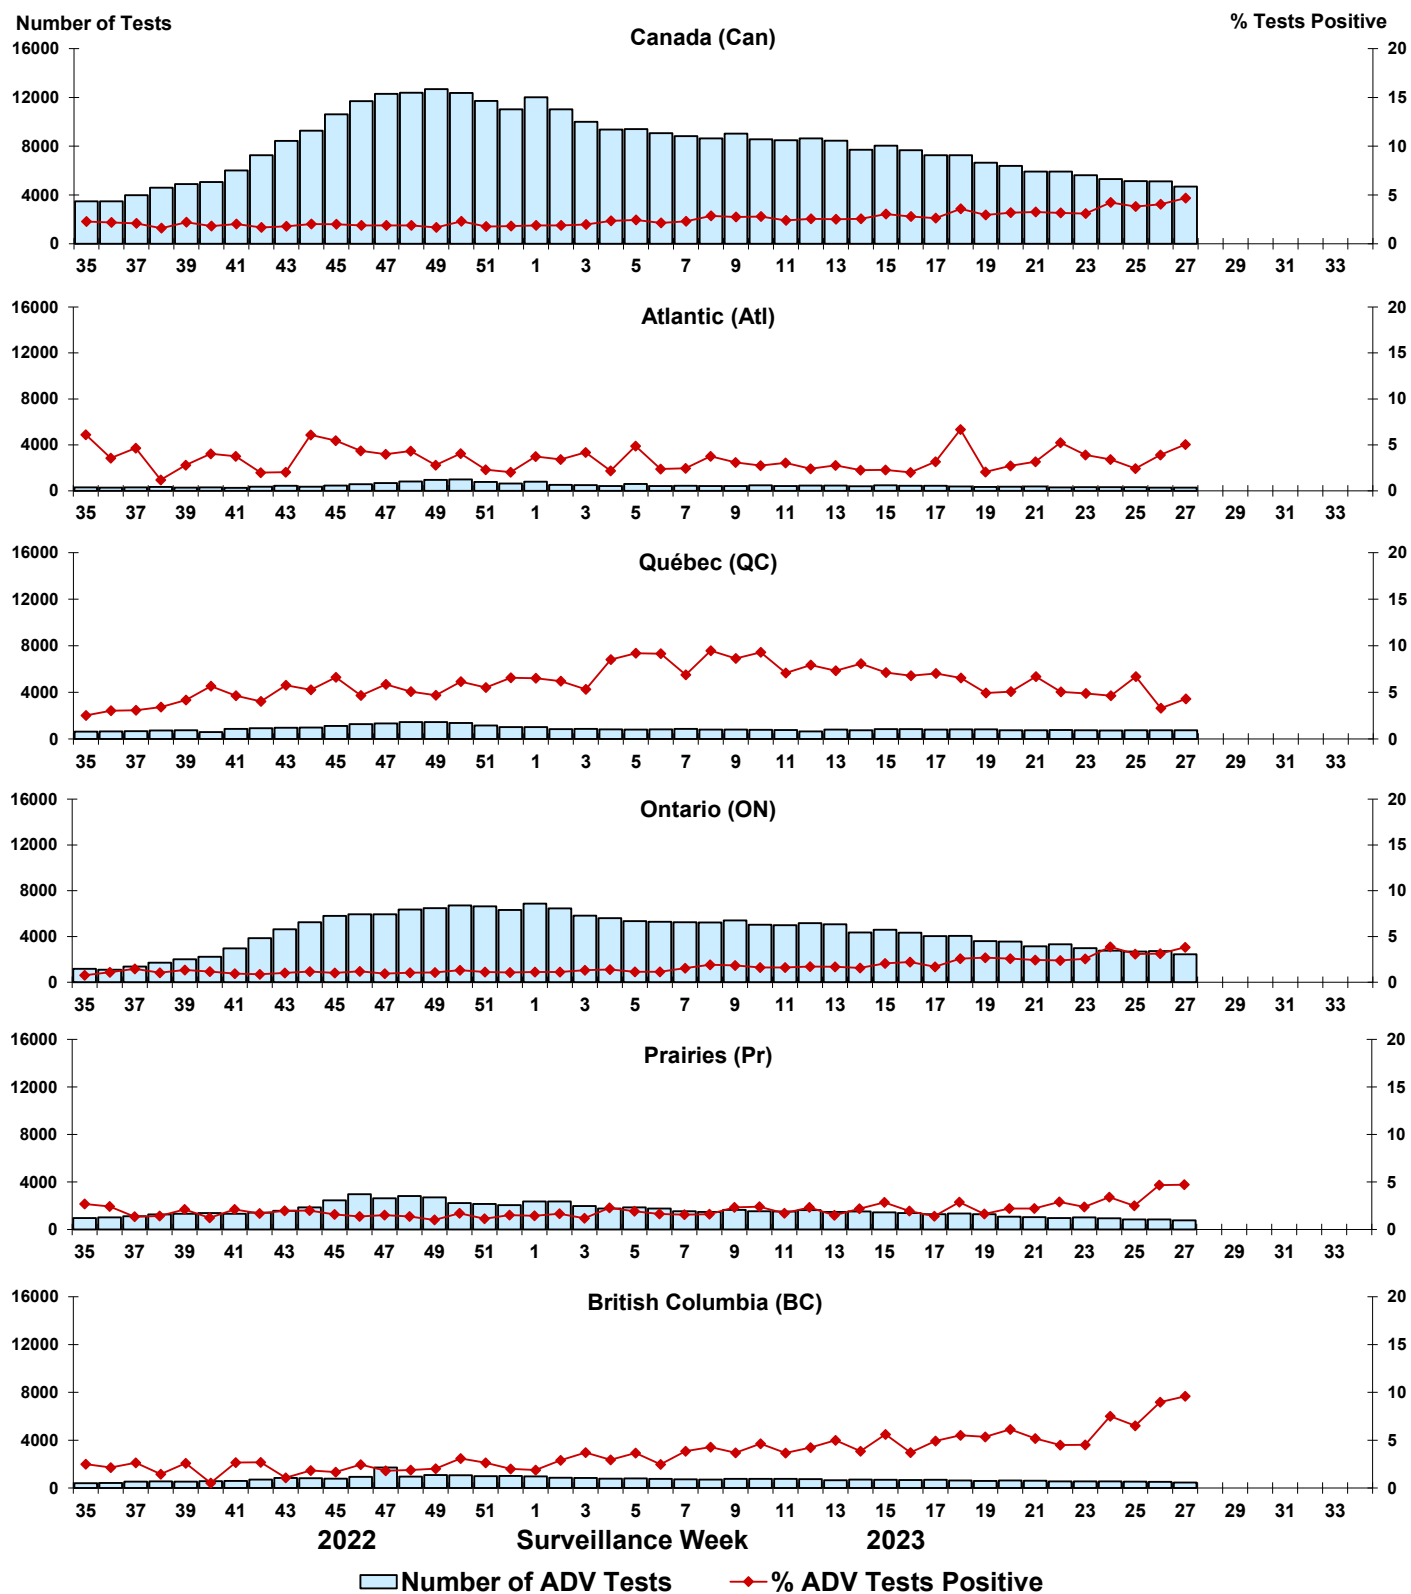 Number of Tests % Tests Positive
Canada (Can)
16000 20
12000 15
8000 10
4000 5
0 0
35 37 39 41 43 45 47 49 51 1 3 5 7 9 11 13 15 17 19 21 23 25 27 29 31 33
Atlantic (Atl)
16000 20
12000 15
8000 10
4000 5
0 0
35 37 39 41 43 45 47 49 51 1 3 5 7 9 11 13 15 17 19 21 23 25 27 29 31 33
Québec (QC)
16000 20
12000 15
8000 10
4000 5
0 0
35 37 39 41 43 45 47 49 51 1 3 5 7 9 11 13 15 17 19 21 23 25 27 29 31 33
Ontario (ON)
16000 20
12000 15
8000 10
4000 5
0 0
35 37 39 41 43 45 47 49 51 1 3 5 7 9 11 13 15 17 19 21 23 25 27 29 31 33
Prairies (Pr)
16000 20
12000 15
8000 10
4000 5
0 0
35 37 39 41 43 45 47 49 51 1 3 5 7 9 11 13 15 17 19 21 23 25 27 29 31 33
British Columbia (BC)
16000 20
12000 15
8000 10
4000 5
0 0
35 37 39 41 43 45 47 49 51 1 3 5 7 9 11 13 15 17 19 21 23 25 27 29 31 33
2022 Surveillance Week 2023
Number of ADV Tests % ADV Tests Positive